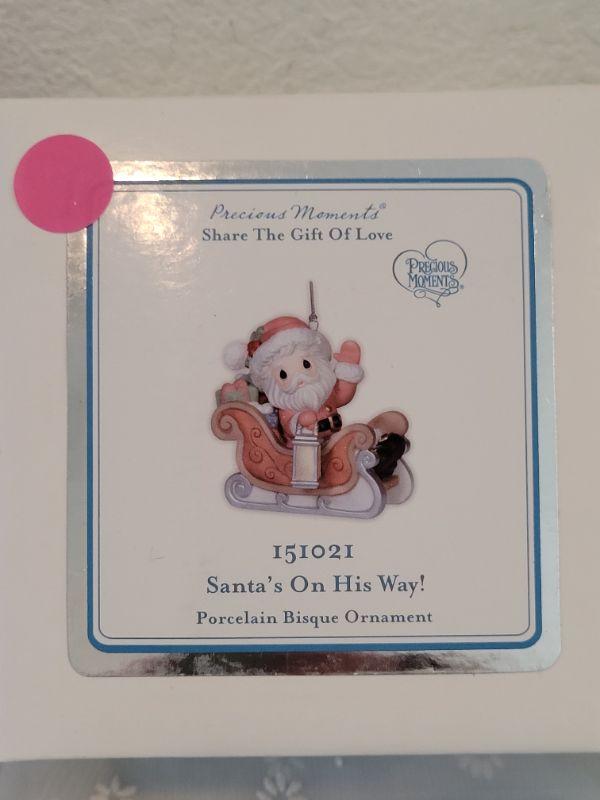 Precious Moments®
Share The Gift Of Love
Precious
Moments®
151021
Santa's On His Way!
Porcelain Bisque Ornament